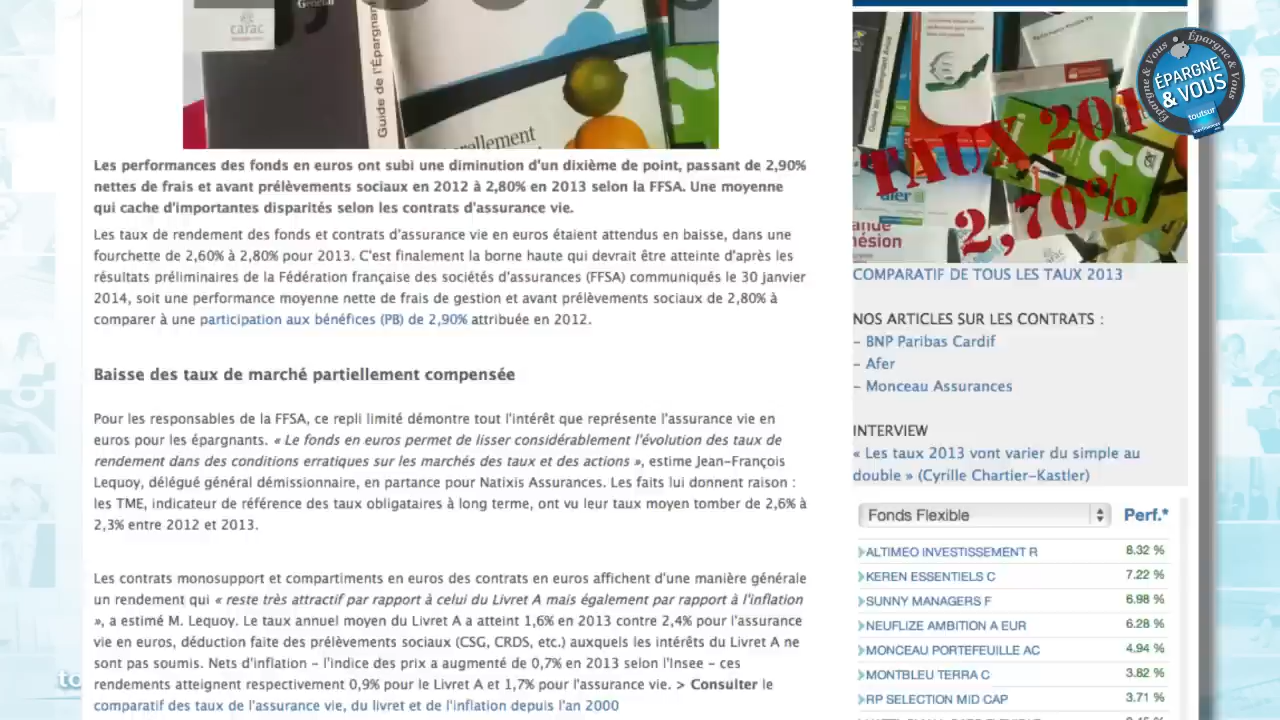 Général
carac
Guide de l'Épargnant
rellement
Les performances des fonds en euros ont subi une diminution d'un dixième de point, passant de 2,90%
nettes de frais et avant prélèvements sociaux en 2012 à 2,80% en 2013 selon la FFSA. Une moyenne
qui cache d'importantes disparités selon les contrats d'assurance vie.
Les taux de rendement des fonds et contrats d'assurance vie en euros étaient attendus en baisse, dans une
fourchette de 2,60% à 2,80% pour 2013. C'est finalement la borne haute qui devrait être atteinte d'après les
résultats préliminaires de la Fédération française des sociétés d'assurances (FFSA) communiqués le 30 janvier
2014, soit une performance moyenne nette de frais de gestion et avant prélèvements sociaux de 2,80% à
comparer à une participation aux bénéfices (PB) de 2,90% attribuée en 2012.
Baisse des taux de marché partiellement compensée
Pour les responsables de la FFSA, ce repli limité démontre tout l'intérêt que représente l'assurance vie en
euros pour les épargnants. « Le fonds en euros permet de lisser considérablement l'évolution des taux de
rendement dans des conditions erratiques sur les marchés des taux et des actions », estime Jean-François
Lequoy, délégué général démissionnaire, en partance pour Natixis Assurances. Les faits lui donnent raison :
les TME, indicateur de référence des taux obligataires à long terme, ont vu leur taux moyen tomber de 2,6% à
2,3% entre 2012 et 2013.
Les contrats monosupport et compartiments en euros des contrats en euros affichent d'une manière générale
un rendement qui « reste très attractif par rapport à celui du Livret A mais également par rapport à l'inflation
», a estimé M. Lequoy. Le taux annuel moyen du Livret A a atteint 1,6% en 2013 contre 2,4% pour l'assurance
vie en euros, déduction faite des prélèvements sociaux (CSG, CRDS, etc.) auxquels les intérêts du Livret A ne
sont pas soumis. Nets d'inflation – l'indice des prix a augmenté de 0,7% en 2013 selon l'Insee – ces
rendements atteignent respectivement 0,9% pour le Livret A et 1,7% pour l'assurance vie. > Consulter le
comparatif des taux de l'assurance vie, du livret et de l'inflation depuis l'an 2000
to
TAUX 201
2,70%
afer
ande
hésion
Épargne & Vous
ÉPARGNE
& VOUS
toutsur
COMPARATIF DE TOUS LES TAUX 2013
NOS ARTICLES SUR LES CONTRATS :
– BNP Paribas Cardif
– Afer
– Monceau Assurances
INTERVIEW
« Les taux 2013 vont varier du simple au
double » (Cyrille Chartier-Kastler)
Fonds Flexible Perf.*
ALTIMEO INVESTISSEMENT R 8.32 %
KEREN ESSENTIELS C 7.22 %
SUNNY MANAGERS F 6.98 %
NEUFLIZE AMBITION A EUR 6.28 %
MONCEAU PORTEFEUILLE AC 4.94 %
MONTBLEU TERRA C 3.82 %
RP SELECTION MID CAP 3.71 %